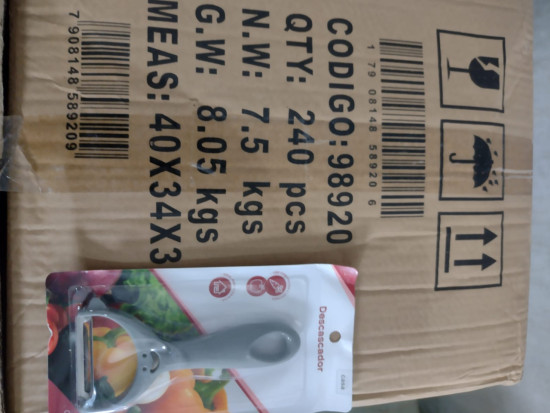 CODIGO: 98920
QTY: 240 pcs
N.W: 7.5 kgs
G.W: 8.05 kgs
MEAS: 40X34X3
1 79 08148 58920 6
7 908148 589209
Descascador